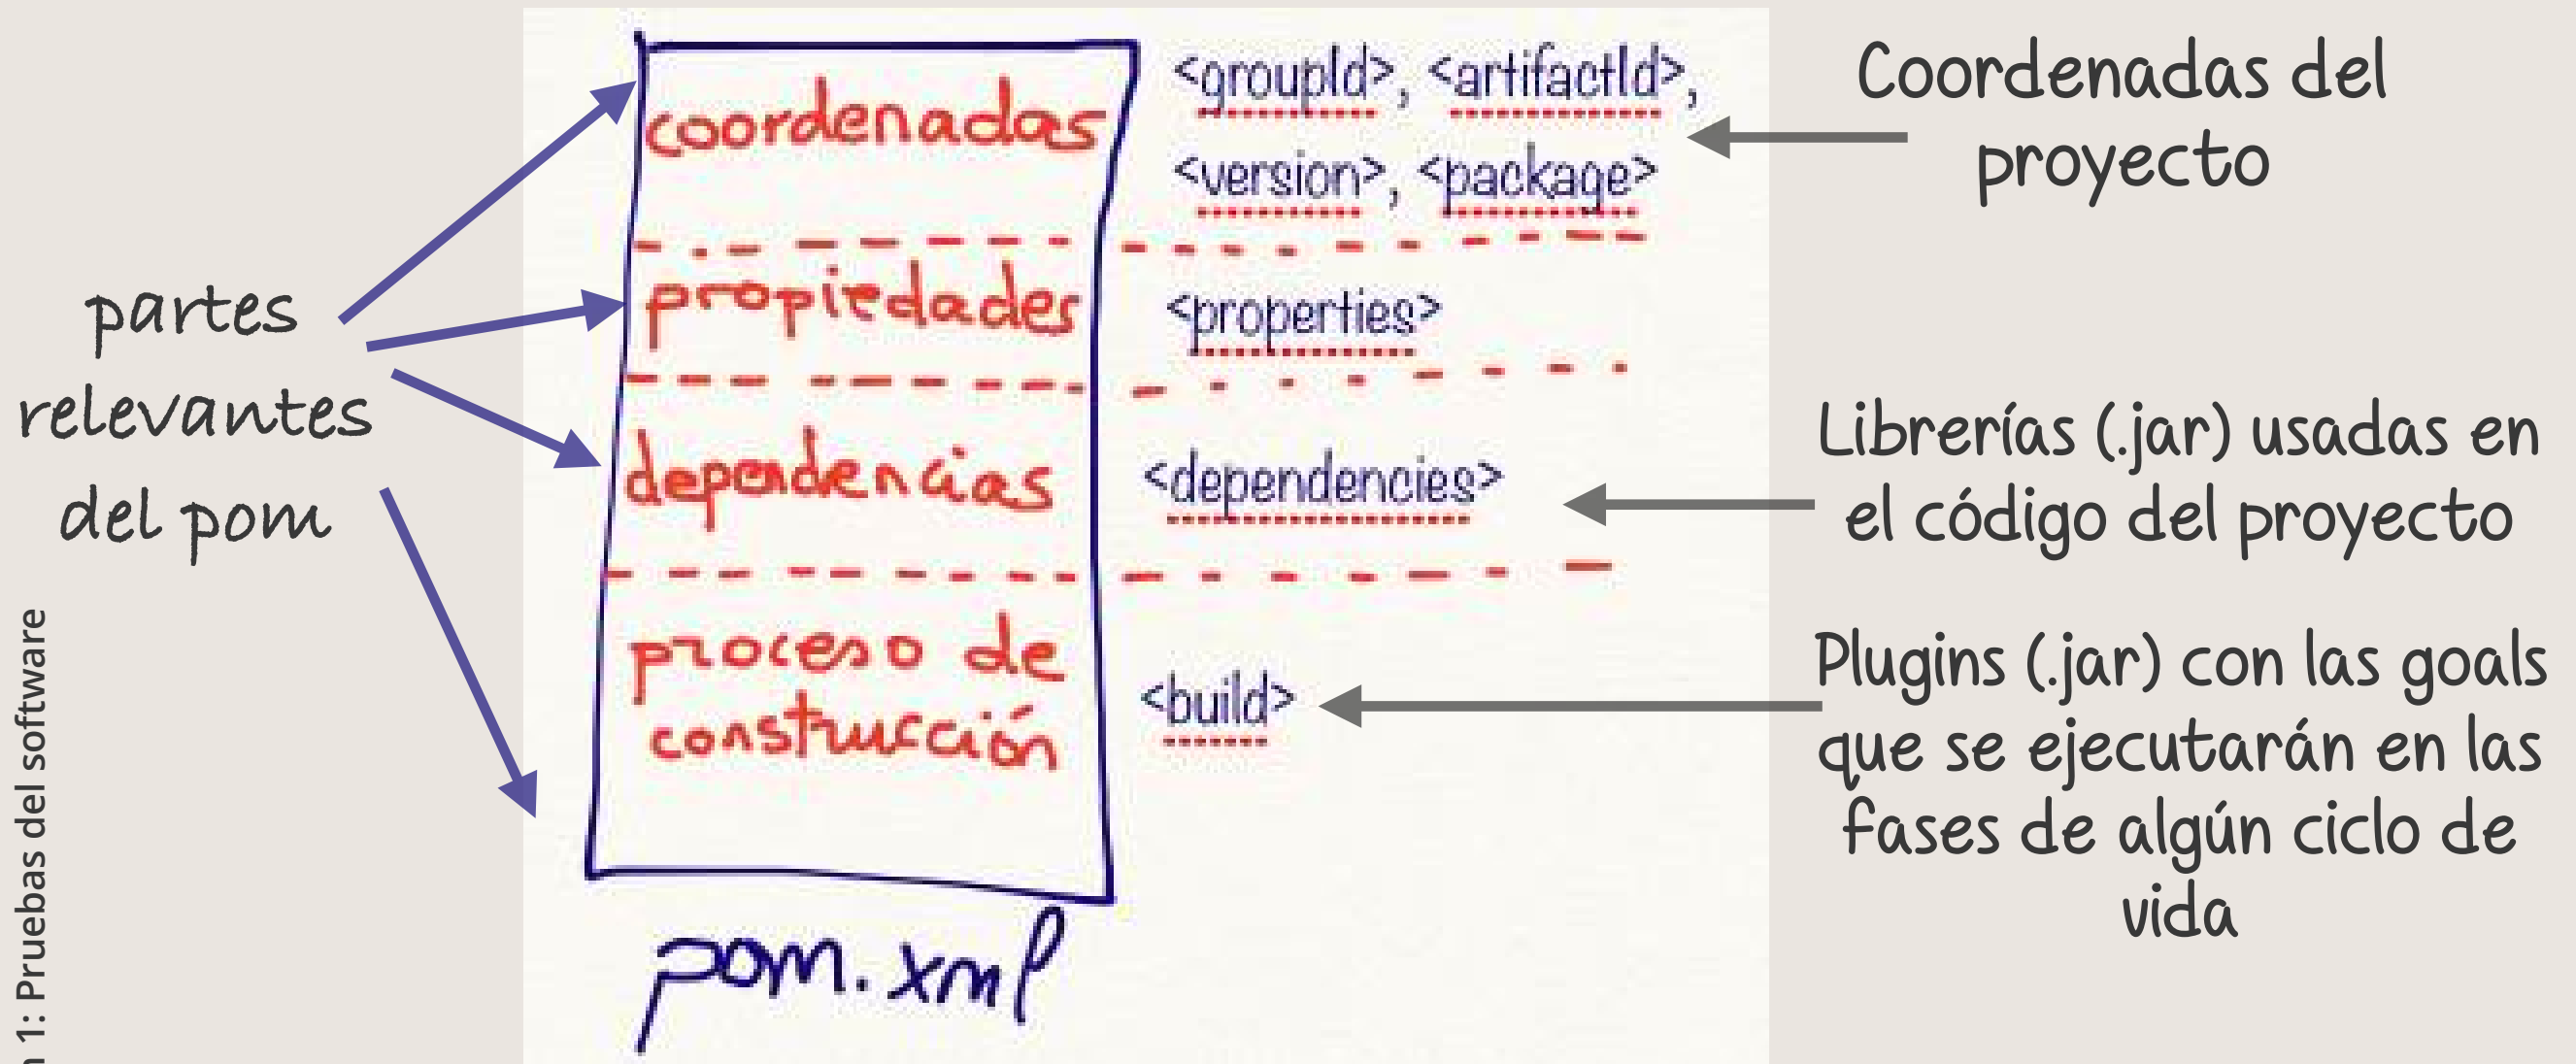 partes
relevantes
del pom
coordenadas
propiedades
dependencias
proceso de
construcción
pom.xml
<groupId>, <artifactId>,
<version>, <package>
<properties>
<dependencies>
<build>
Coordenadas del
proyecto
Librerías (.jar) usadas en
el código del proyecto
Plugins (.jar) con las goals
que se ejecutarán en las
fases de algún ciclo de
vida
1: Pruebas del software